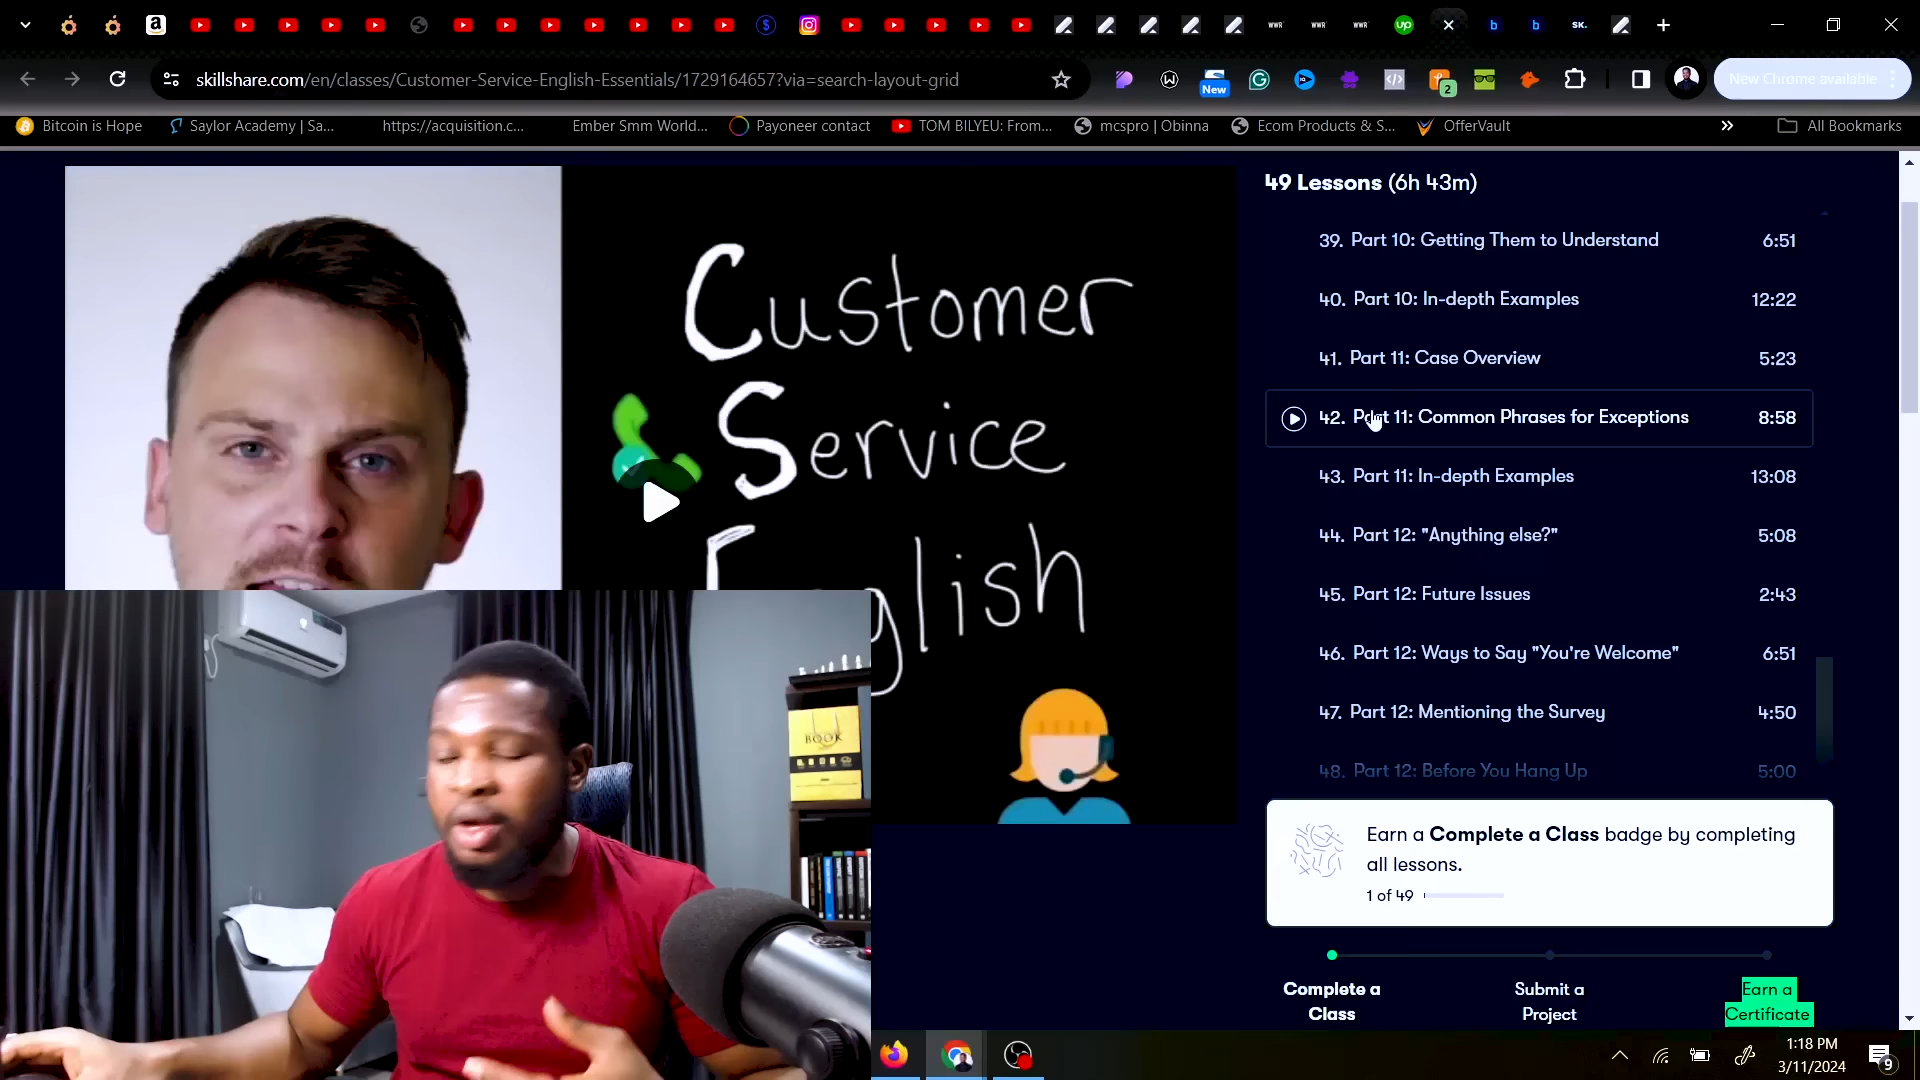 skillshare.com/en/classes/Customer-Service-English-Essentials/1729164657?via=search-layout-grid
New
2
New Chrome available
Bitcoin is Hope
Saylor Academy | Sa...
https://acquisition.c...
Ember Smm World...
Payoneer contact
TOM BILYEU: From...
mcspro | Obinna
Ecom Products & S...
OfferVault
All Bookmarks
Customer
Service
glish
49 Lessons (6h 43m)
39. Part 10: Getting Them to Understand 6:51
40. Part 10: In-depth Examples 12:22
41. Part 11: Case Overview 5:23
42. Part 11: Common Phrases for Exceptions 8:58
43. Part 11: In-depth Examples 13:08
44. Part 12: "Anything else?" 5:08
45. Part 12: Future Issues 2:43
46. Part 12: Ways to Say "You're Welcome" 6:51
47. Part 12: Mentioning the Survey 4:50
48. Part 12: Before You Hang Up 5:00
Earn a Complete a Class badge by completing
all lessons.
1 of 49
Complete a
Class
Submit a
Project
Earn a
Certificate
BOOK
1:18 PM
3/11/2024
9